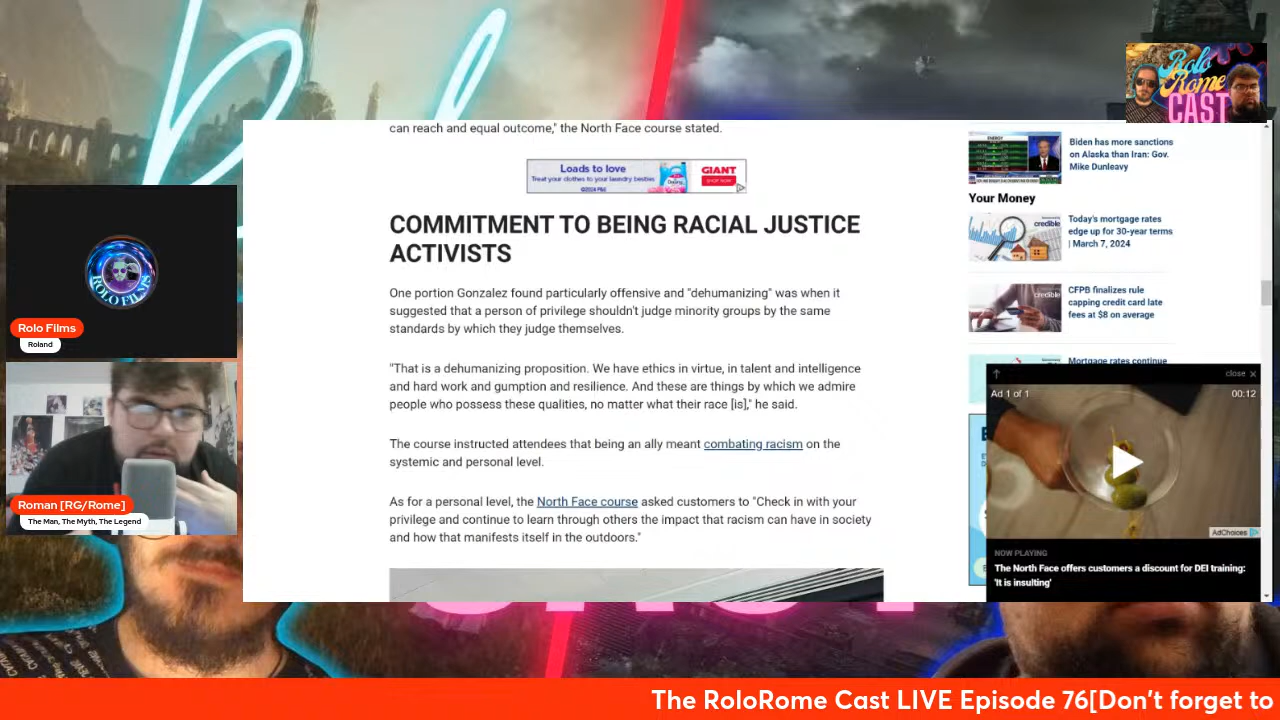 Rolo
Rome
CAST
can reach and equal outcome," the North Face course stated.
Loads to love
Treat your clothes to your laundry besties
©2024 P&G
GIANT
SHOP NOW
COMMITMENT TO BEING RACIAL JUSTICE
ACTIVISTS
One portion Gonzalez found particularly offensive and "dehumanizing" was when it
suggested that a person of privilege shouldn't judge minority groups by the same
standards by which they judge themselves.
"That is a dehumanizing proposition. We have ethics in virtue, in talent and intelligence
and hard work and gumption and resilience. And these are things by which we admire
people who possess these qualities, no matter what their race [is]," he said.
The course instructed attendees that being an ally meant combating racism on the
systemic and personal level.
As for a personal level, the North Face course asked customers to "Check in with your
privilege and continue to learn through others the impact that racism can have in society
and how that manifests itself in the outdoors."
Biden has more sanctions
on Alaska than Iran: Gov.
Mike Dunleavy
Your Money
credible
Today's mortgage rates
edge up for 30-year terms
| March 7, 2024
credible
CFPB finalizes rule
capping credit card late
fees at $8 on average
Mortgage rates continue
close ×
Ad 1 of 1
00:12
AdChoices
NOW PLAYING
The North Face offers customers a discount for DEI training:
'It is insulting'
ROLO FILMS
Rolo Films
Roland
Roman [RG/Rome]
The Man, The Myth, The Legend
The RoloRome Cast LIVE Episode 76[Don't forget to